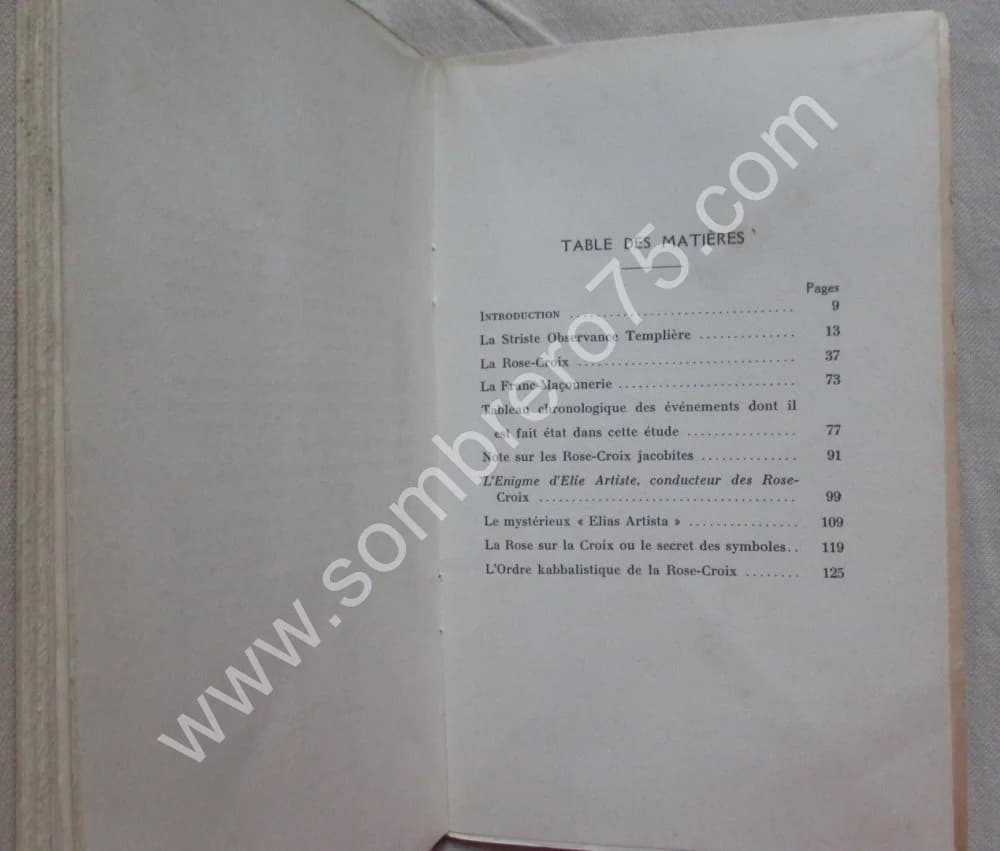 TABLE DES MATIÈRES
Pages
INTRODUCTION .................................. 9
La Striste Observance Templière .............. 13
La Rose-Croix ................................. 37
La Franc-Maçonnerie .......................... 73
Tableau chronologique des événements dont il
est fait état dans cette étude ................ 77
Note sur les Rose-Croix jacobites ............. 91
L'Enigme d'Elie Artiste, conducteur des Rose-
Croix ..................................... 99
Le mystérieux « Elias Artista » ................ 109
La Rose sur la Croix ou le secret des symboles.. 119
L'Ordre kabbalistique de la Rose-Croix ........ 125
www.sombrero75.com